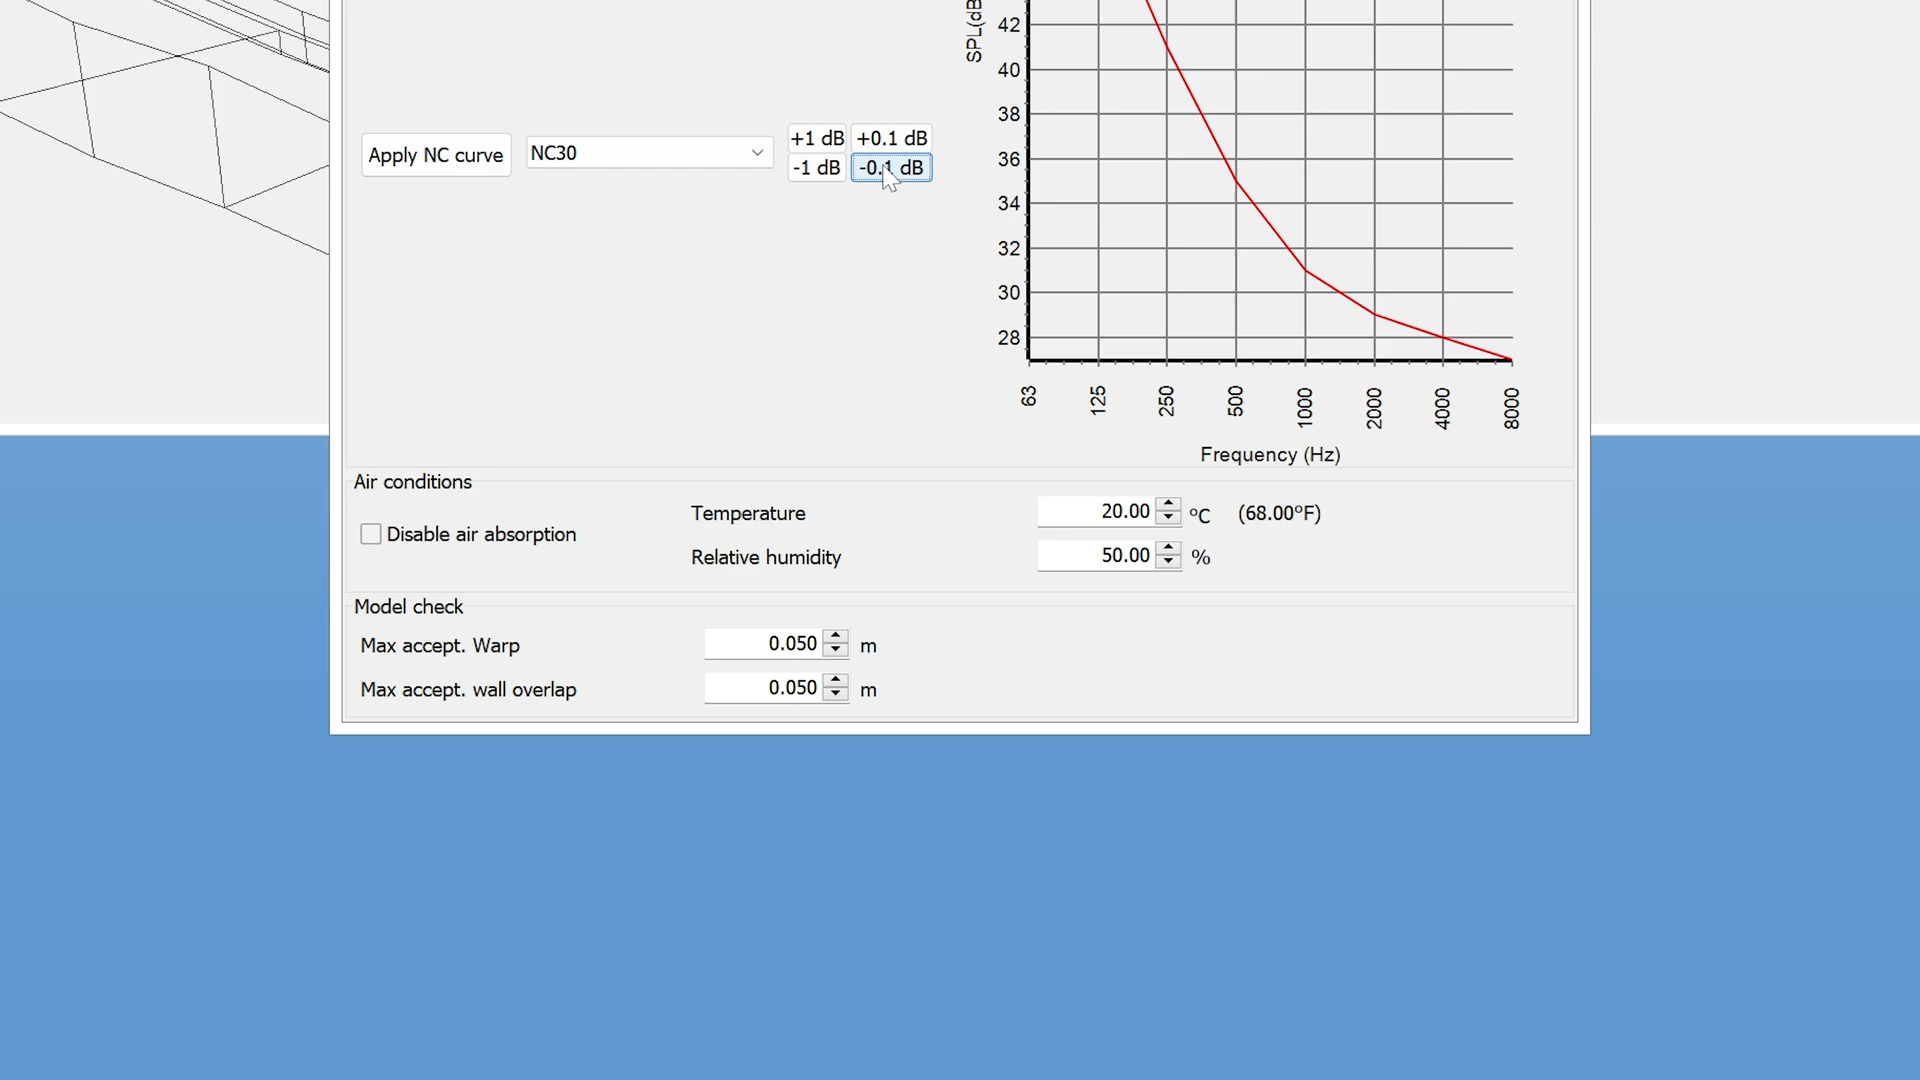 SPL(dB
42
40
38
36
34
32
30
28
63
125
250
500
1000
2000
4000
8000
Frequency (Hz)
Apply NC curve
NC30
+1 dB +0.1 dB
-1 dB -0.1 dB
Air conditions
Disable air absorption
Temperature 20.00 °C (68.00°F)
Relative humidity 50.00 %
Model check
Max accept. Warp 0.050 m
Max accept. wall overlap 0.050 m